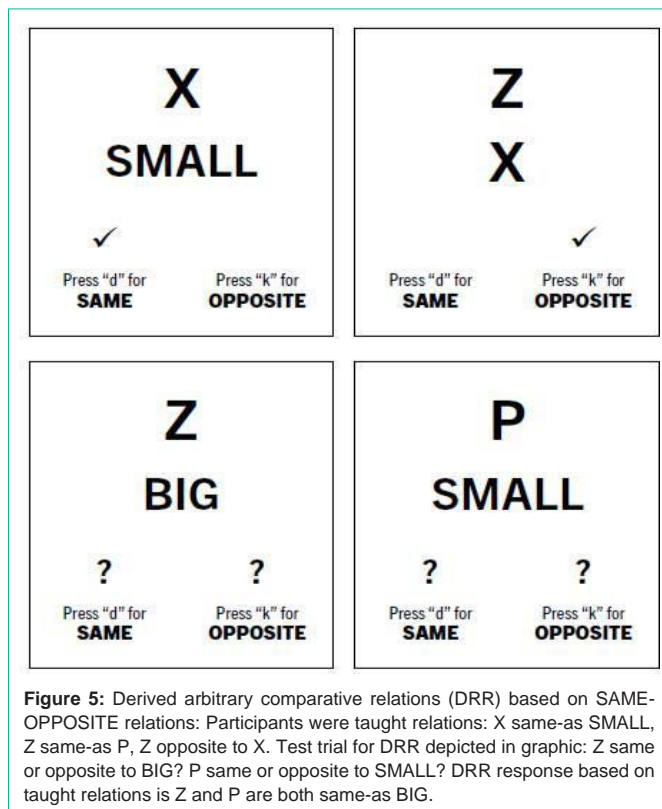 X
SMALL
✓
Press "d" for
SAME
Press "k" for
OPPOSITE
Z
X
✓
Press "d" for
SAME
Press "k" for
OPPOSITE
Z
BIG
? ?
Press "d" for
SAME
Press "k" for
OPPOSITE
P
SMALL
? ?
Press "d" for
SAME
Press "k" for
OPPOSITE
Figure 5: Derived arbitrary comparative relations (DRR) based on SAME-
OPPOSITE relations: Participants were taught relations: X same-as SMALL,
Z same-as P, Z opposite to X. Test trial for DRR depicted in graphic: Z same
or opposite to BIG? P same or opposite to SMALL? DRR response based on
taught relations is Z and P are both same-as BIG.